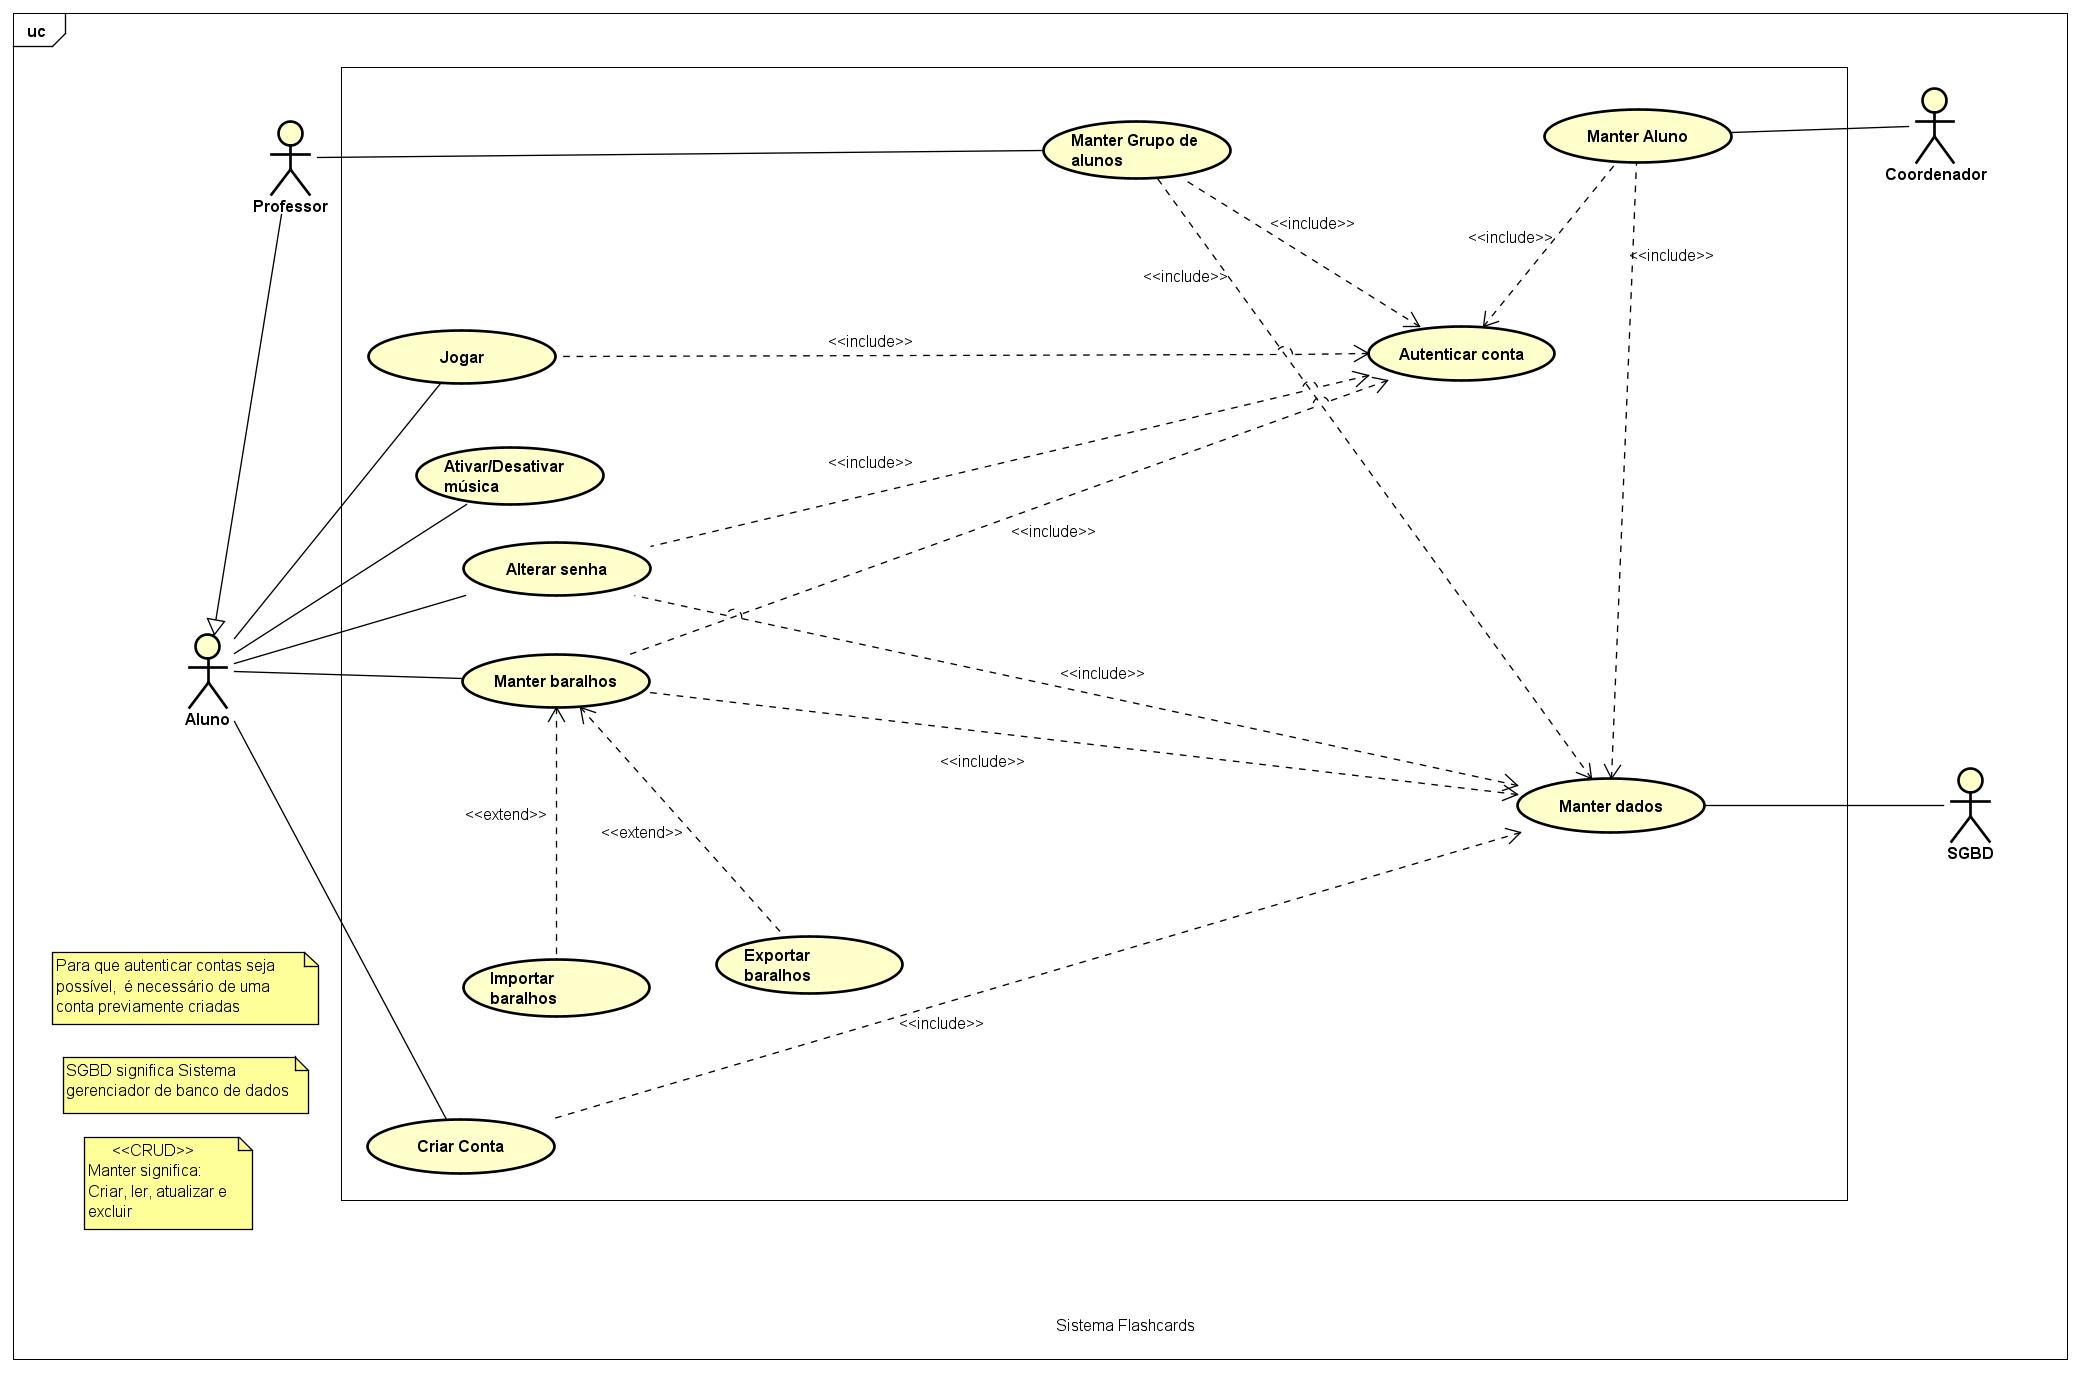 uc
Professor
Manter Grupo de
alunos
Manter Aluno
Coordenador
<<include>>
<<include>>
<<include>>
<<include>>
Jogar
<<include>>
Autenticar conta
Ativar/Desativar
música
<<include>>
<<include>>
Alterar senha
Manter baralhos
<<include>>
Aluno
<<include>>
<<extend>>
<<extend>>
Manter dados
SGBD
Importar
baralhos
Exportar
baralhos
<<include>>
Para que autenticar contas seja
possível,  é necessário de uma
conta previamente criadas
SGBD significa Sistema
gerenciador de banco de dados
<<CRUD>>
Manter significa:
Criar, ler, atualizar e
excluir
Criar Conta
Sistema Flashcards